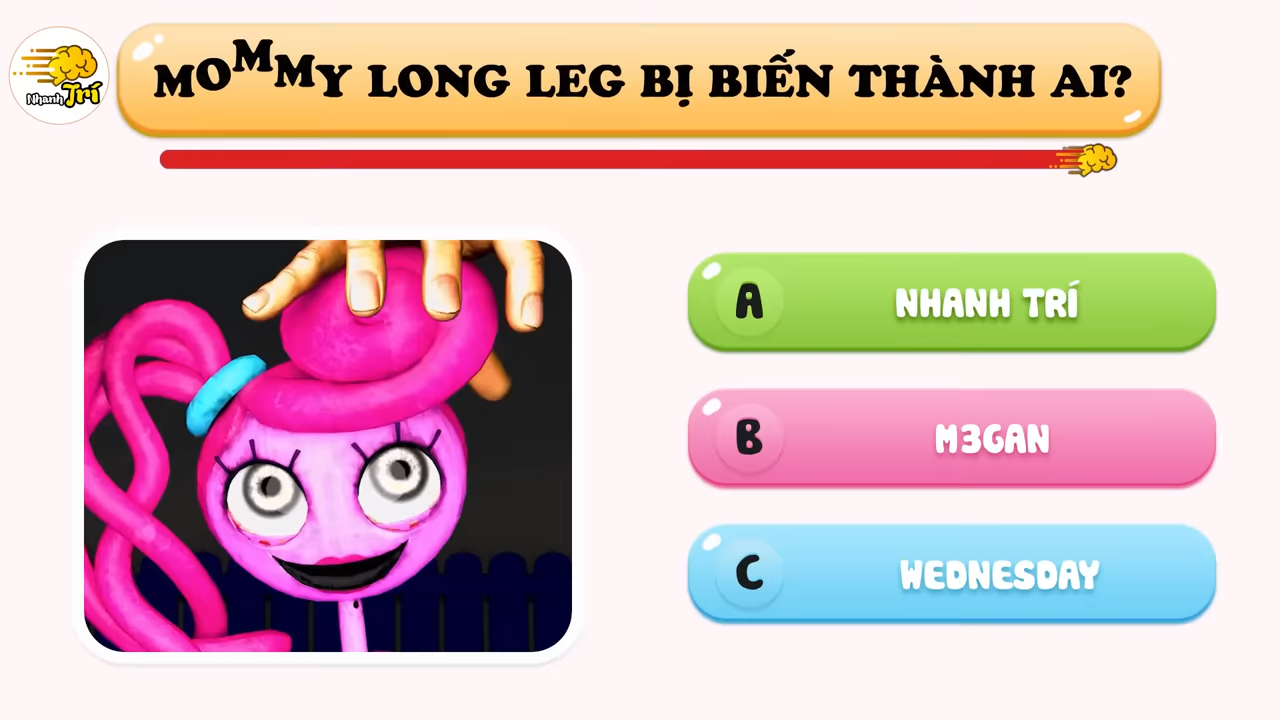 Nhanh Trí
MOMMY LONG LEG BỊ BIẾN THÀNH AI?
A NHANH TRÍ
B M3GAN
C WEDNESDAY